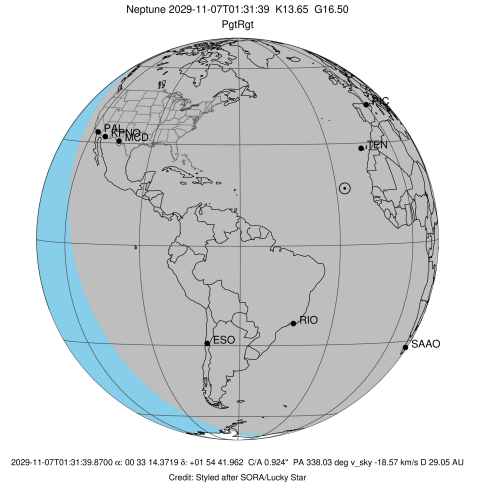 Neptune 2029-11-07T01:31:39 K13.65 G16.50
PgtRgt
PIC
PAL
KPNO
MCD
TEN
RIO
ESO
SAAO
2029-11-07T01:31:39.8700 α: 00 33 14.3719 δ: +01 54 41.962 C/A 0.924" PA 338.03 deg v_sky -18.57 km/s D 29.05 AU
Credit: Styled after SORA/Lucky Star